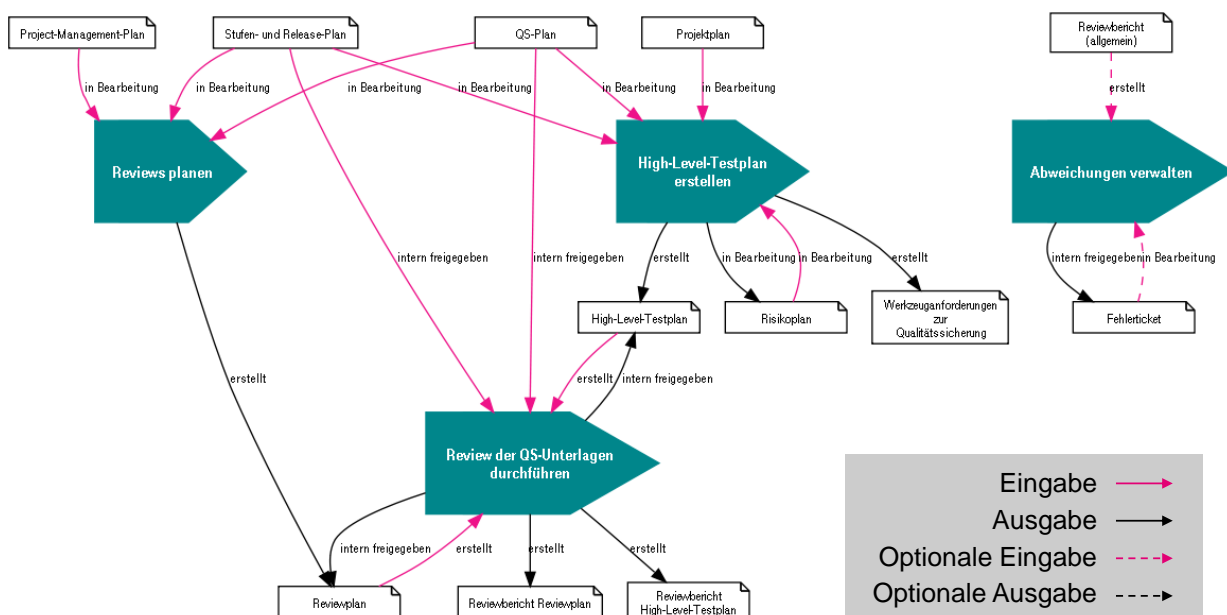 Project-Management-Plan
Stufen- und Release-Plan
QS-Plan
Projektplan
Reviewbericht
(allgemein)
in Bearbeitung
in Bearbeitung
in Bearbeitung
in Bearbeitung
in Bearbeitung
in Bearbeitung
erstellt
Reviews planen
High-Level-Testplan
erstellen
Abweichungen verwalten
intern freigegeben
intern freigegeben
erstellt
in Bearbeitung
in Bearbeitung
erstellt
intern freigegeben
in Bearbeitung
High-Level-Testplan
Risikoplan
Werkzeuganforderungen
zur
Qualitätssicherung
Fehlerticket
erstellt
erstellt
intern freigegeben
Review der QS-Unterlagen
durchführen
intern freigegeben
erstellt
erstellt
erstellt
Reviewplan
Reviewbericht Reviewplan
Reviewbericht
High-Level-Testplan
Eingabe
Ausgabe
Optionale Eingabe
Optionale Ausgabe